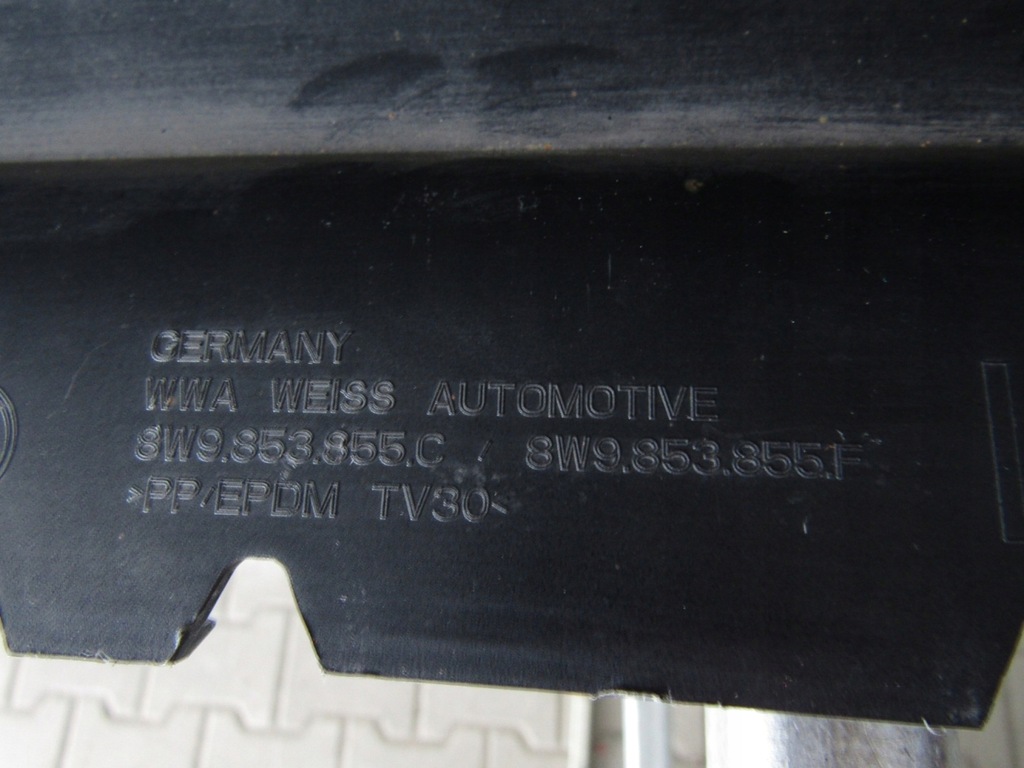 GERMANY
WWA WEISS AUTOMOTIVE
8W9.853.855.C / 8W9.853.855.F
>PP/EPDM TV30<